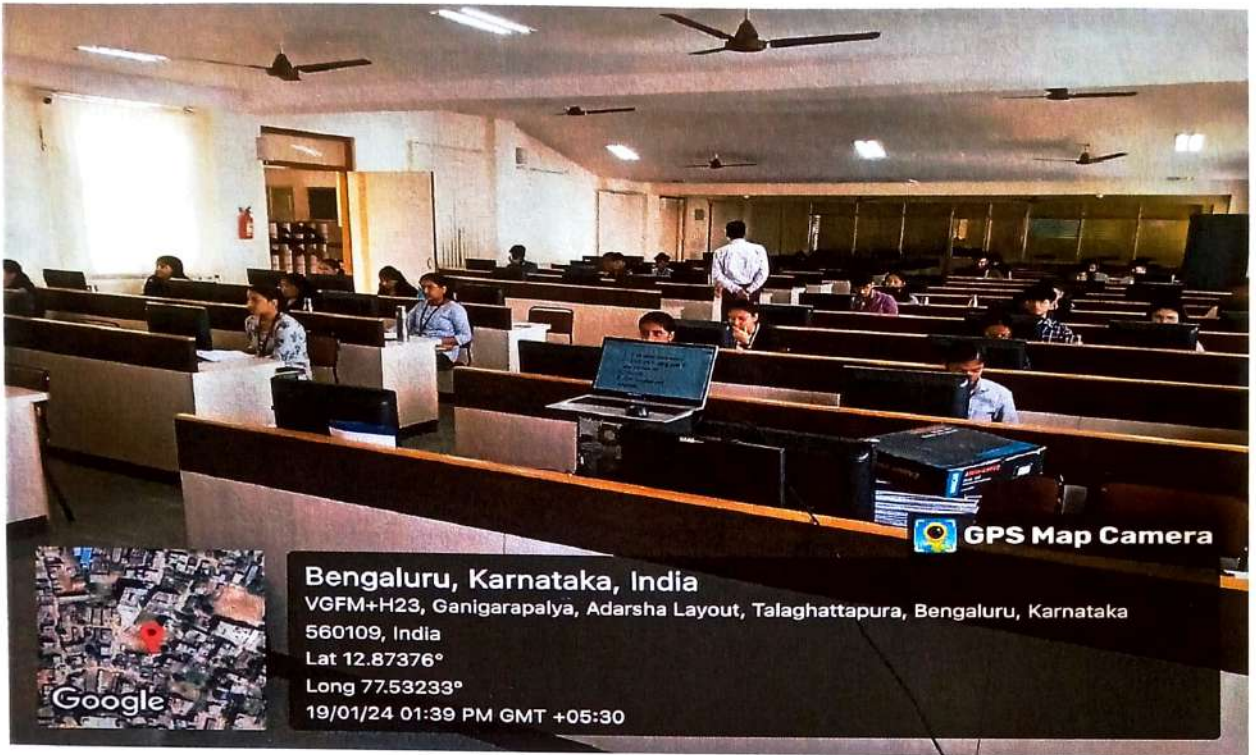 GPS Map Camera
Bengaluru, Karnataka, India
VGFM+H23, Ganigarapalya, Adarsha Layout, Talaghattapura, Bengaluru, Karnataka
560109, India
Lat 12.87376°
Long 77.53233°
19/01/24 01:39 PM GMT +05:30
Google